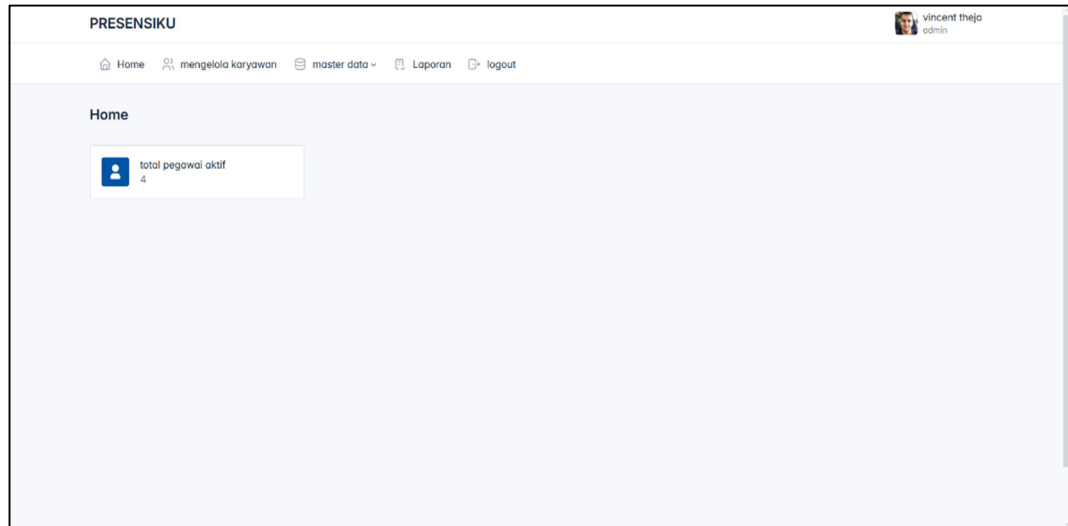 PRESENSIKU
vincent theja
admin
Home mengelola karyawan master data Laporan logout
Home
total pegawai aktif
4